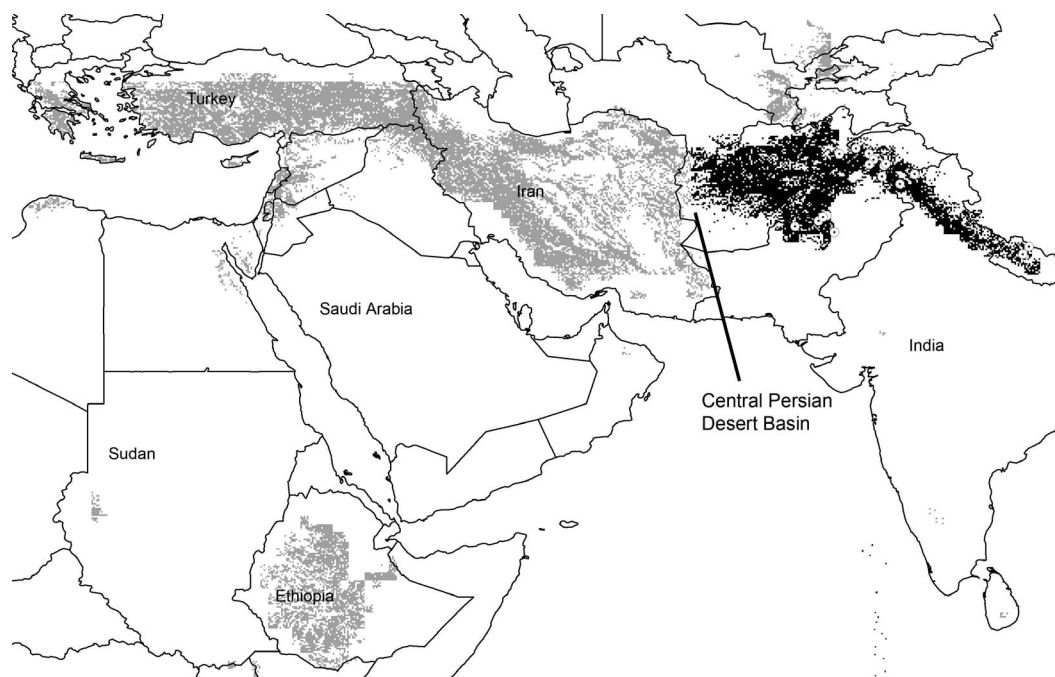 Turkey
Iran
Saudi Arabia
India
Central Persian
Desert Basin
Sudan
Ethiopia